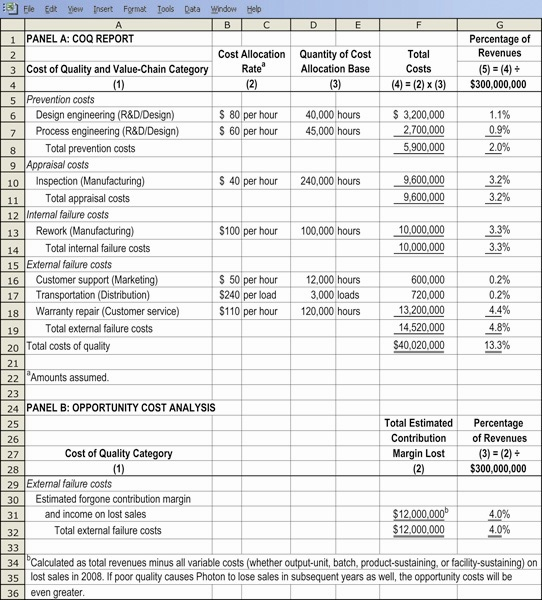 File Edit View Insert Format Tools Data Window Help
A B C D E F G
1 PANEL A: COQ REPORT Percentage of
2 Cost Allocation Quantity of Cost Total Revenues
3 Cost of Quality and Value-Chain Category Rateᵃ Allocation Base Costs (5) = (4) ÷
4 (1) (2) (3) (4) = (2) x (3) $300,000,000
5 Prevention costs
6 Design engineering (R&D/Design) $ 80 per hour 40,000 hours $ 3,200,000 1.1%
7 Process engineering (R&D/Design) $ 60 per hour 45,000 hours 2,700,000 0.9%
8 Total prevention costs 5,900,000 2.0%
9 Appraisal costs
10 Inspection (Manufacturing) $ 40 per hour 240,000 hours 9,600,000 3.2%
11 Total appraisal costs 9,600,000 3.2%
12 Internal failure costs
13 Rework (Manufacturing) $100 per hour 100,000 hours 10,000,000 3.3%
14 Total internal failure costs 10,000,000 3.3%
15 External failure costs
16 Customer support (Marketing) $ 50 per hour 12,000 hours 600,000 0.2%
17 Transportation (Distribution) $240 per load 3,000 loads 720,000 0.2%
18 Warranty repair (Customer service) $110 per hour 120,000 hours 13,200,000 4.4%
19 Total external failure costs 14,520,000 4.8%
20 Total costs of quality $40,020,000 13.3%
21
22 ᵃAmounts assumed.
23
24 PANEL B: OPPORTUNITY COST ANALYSIS
25 Total Estimated Percentage
26 Contribution of Revenues
27 Cost of Quality Category Margin Lost (3) = (2) ÷
28 (1) (2) $300,000,000
29 External failure costs
30 Estimated forgone contribution margin
31 and income on lost sales $12,000,000ᵇ 4.0%
32 Total external failure costs $12,000,000 4.0%
33
34 ᵇCalculated as total revenues minus all variable costs (whether output-unit, batch, product-sustaining, or facility-sustaining) on
35 lost sales in 2008. If poor quality causes Photon to lose sales in subsequent years as well, the opportunity costs will be
36 even greater.